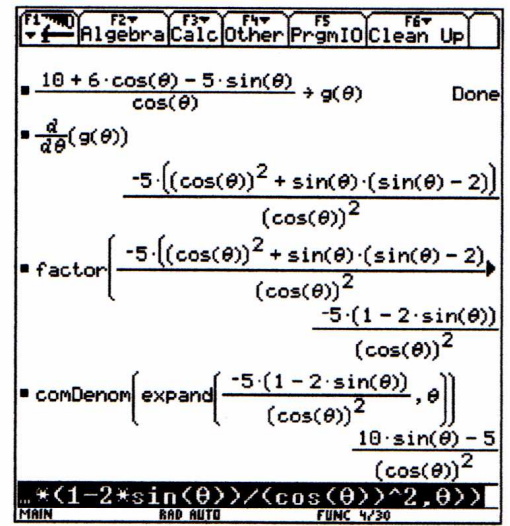 F1 F2 F3 F4 F5 F6
Algebra Calc Other PrgmIO Clean Up
▪ (10 + 6·cos(θ) − 5·sin(θ))/cos(θ) → g(θ) Done
▪ d/dθ(g(θ))
-5·((cos(θ))² + sin(θ)·(sin(θ) − 2))/(cos(θ))²
▪ factor(-5·((cos(θ))² + sin(θ)·(sin(θ) − 2)/(cos(θ))²
-5·(1 − 2·sin(θ))/(cos(θ))²
▪ comDenom(expand(-5·(1 − 2·sin(θ))/(cos(θ))², θ))
(10·sin(θ) − 5)/(cos(θ))²
…*(1-2*sin(θ))/(cos(θ))^2,θ))
MAIN RAD AUTO FUNC 4/30